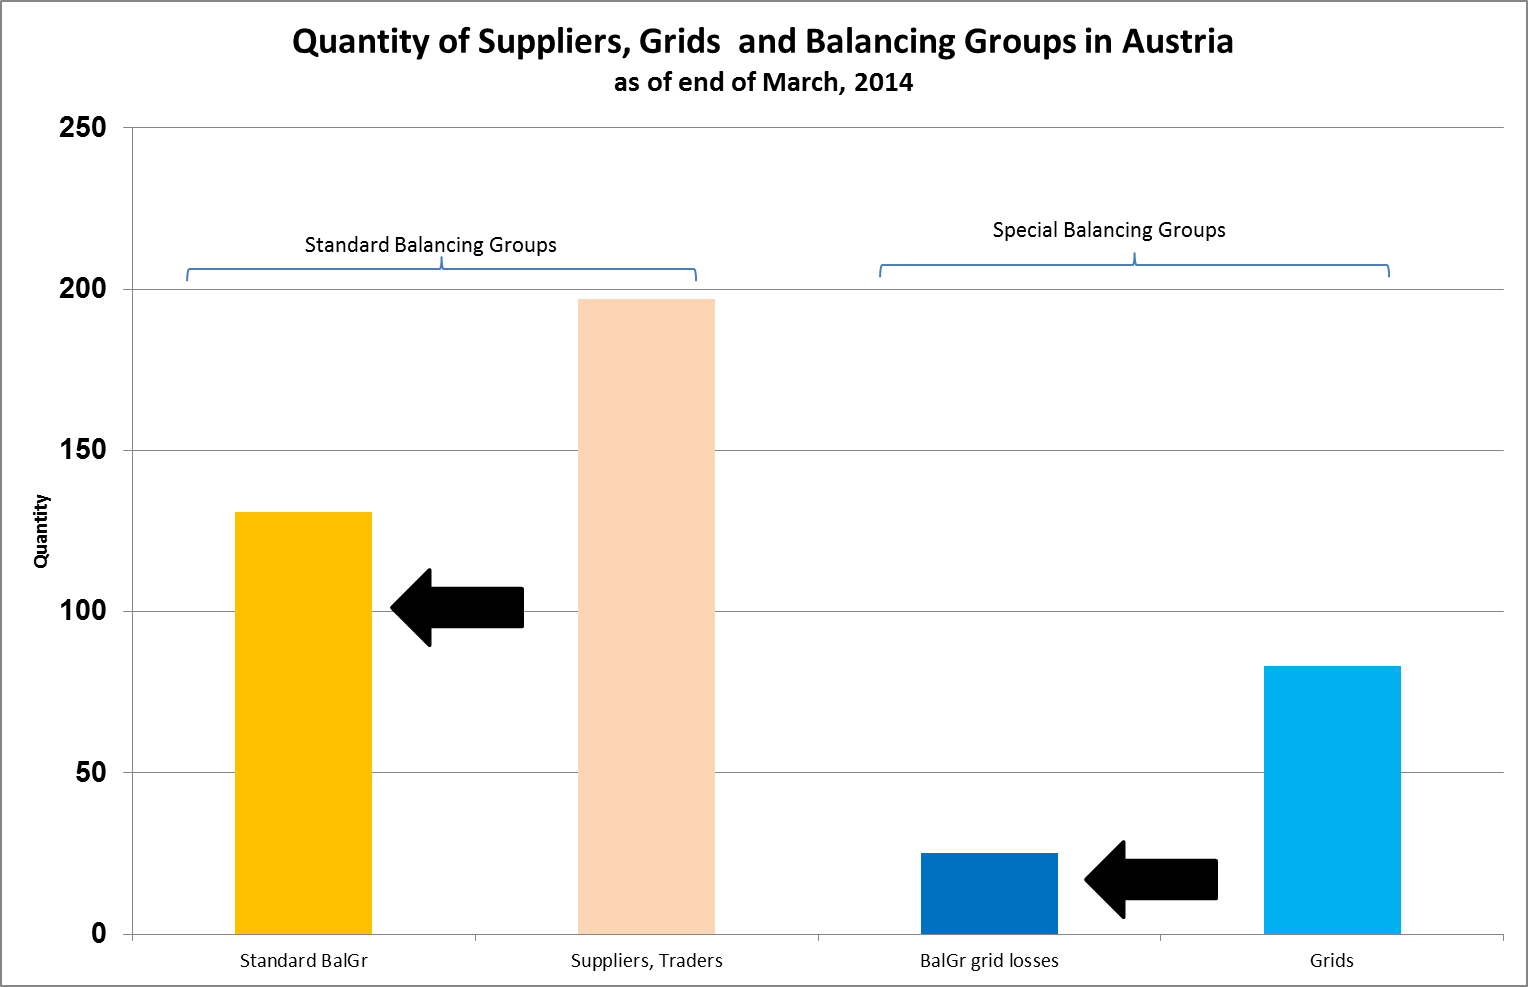 Quantity of Suppliers, Grids and Balancing Groups in Austria
as of end of March, 2014
250
Special Balancing Groups
Standard Balancing Groups
200
150
Quantity
100
50
0
Standard BalGr
Suppliers, Traders
BalGr grid losses
Grids